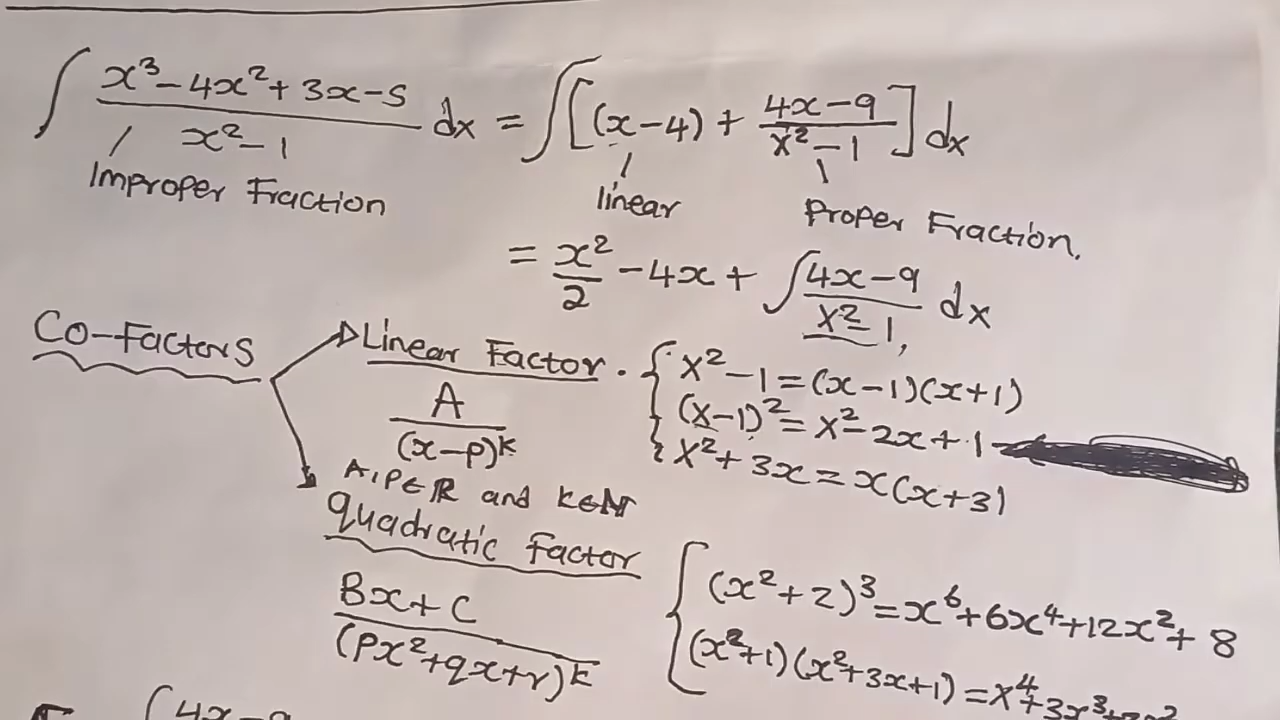 ∫ x³-4x²+3x-5 / x²-1 dx = ∫[(x-4) + 4x-9 / x²-1] dx
Improper Fraction
linear
Proper Fraction.
= x²/2 - 4x + ∫ 4x-9 / x²-1, dx
Co-Factors
Linear Factor.
A / (x-p)ᵏ
A,P∈ℝ and k∈ℕ
{ x²-1=(x-1)(x+1)
(x-1)²=x²-2x+1
x²+3x=x(x+3)
quadratic Factor
Bx+C / (Px²+qx+r)ᵏ
{ (x²+2)³=x⁶+6x⁴+12x²+8
(x²+1)(x²+3x+1)=x⁴+3x³+
∫ 4x-9